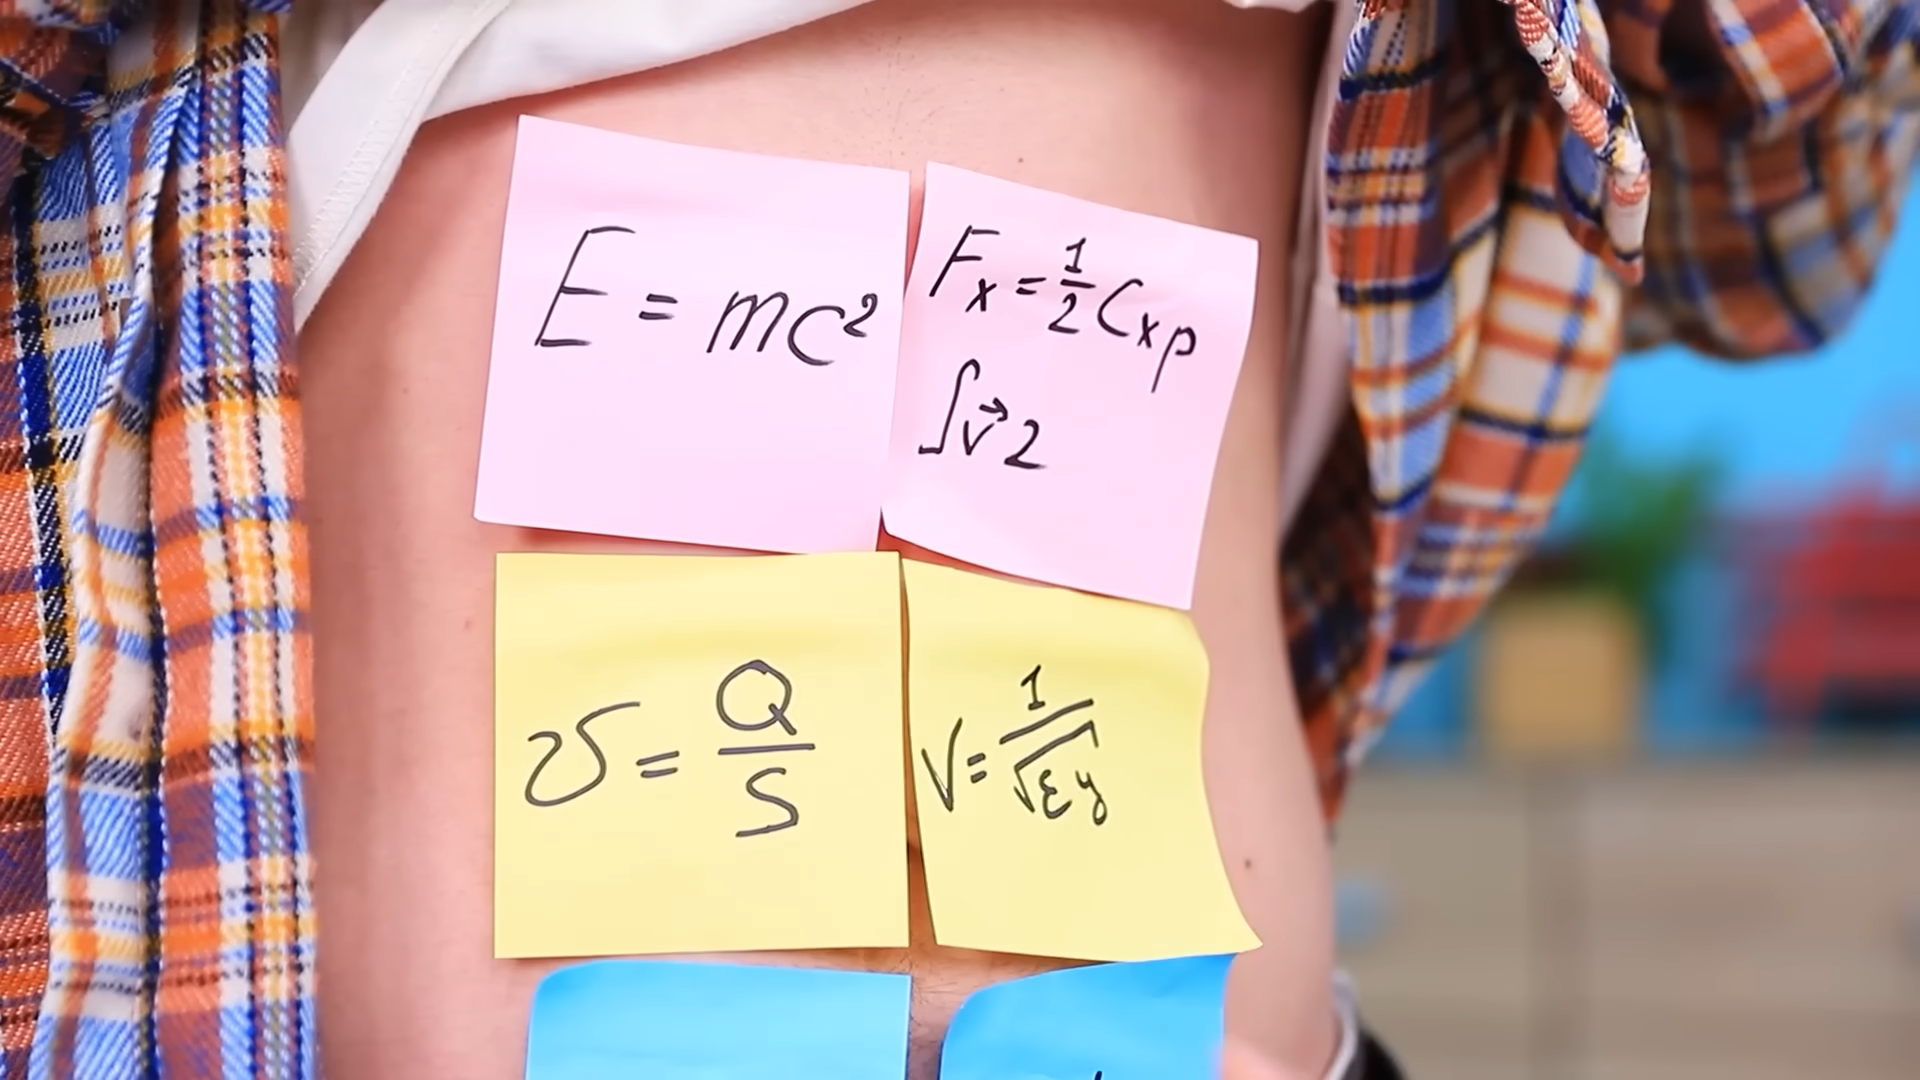 E = mc²
Fₓ = ½ Cₓρ
∫v⃗ 2
υ = Q/S
V = 1/√εy